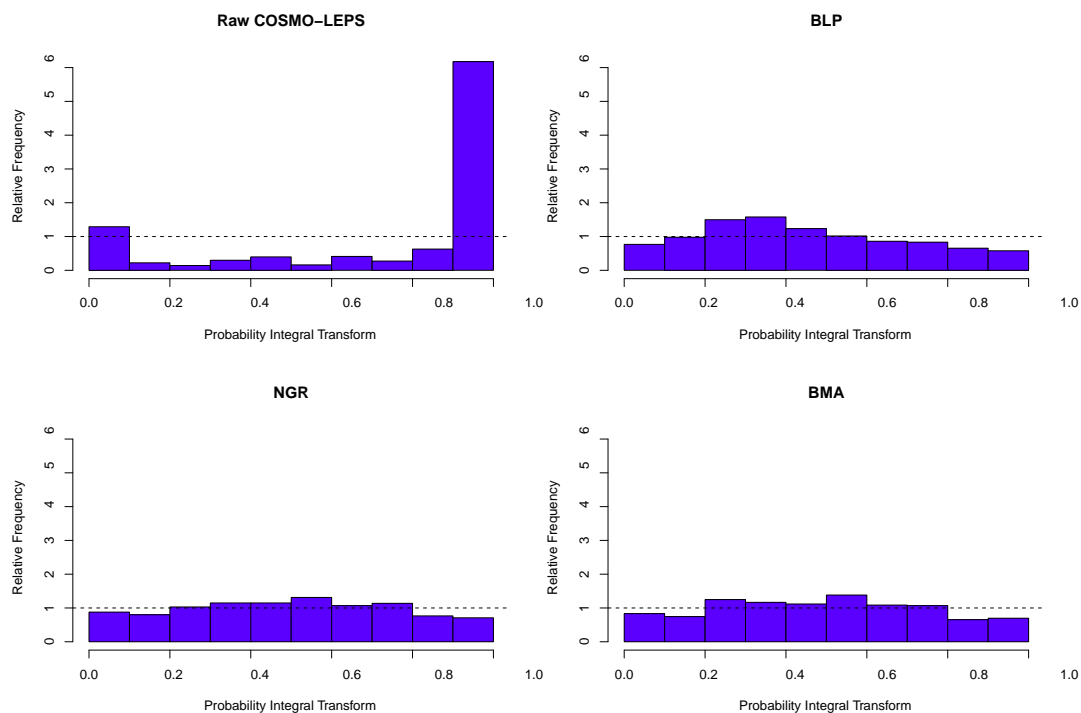 Raw COSMO−LEPS
Relative Frequency
0 1 2 3 4 5 6
0.0 0.2 0.4 0.6 0.8 1.0
Probability Integral Transform
BLP
Relative Frequency
0 1 2 3 4 5 6
0.0 0.2 0.4 0.6 0.8 1.0
Probability Integral Transform
NGR
Relative Frequency
0 1 2 3 4 5 6
0.0 0.2 0.4 0.6 0.8 1.0
Probability Integral Transform
BMA
Relative Frequency
0 1 2 3 4 5 6
0.0 0.2 0.4 0.6 0.8 1.0
Probability Integral Transform